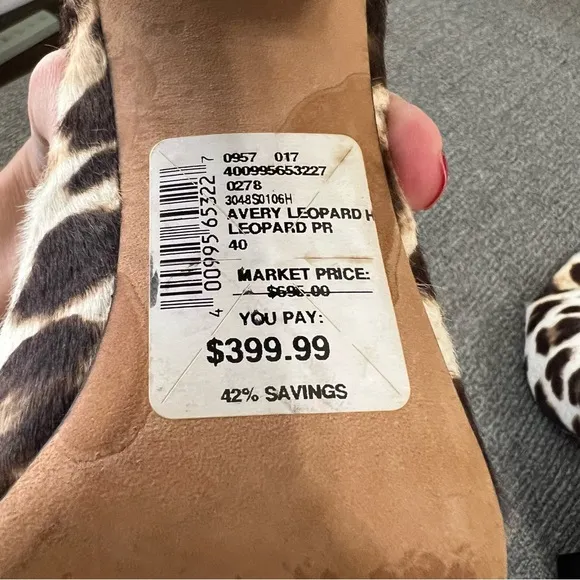 0957 017
400995653227
0278
3048S0106H
AVERY LEOPARD H
LEOPARD PR
40
MARKET PRICE:
$695.00
YOU PAY:
$399.99
42% SAVINGS
4 00995 65322 7